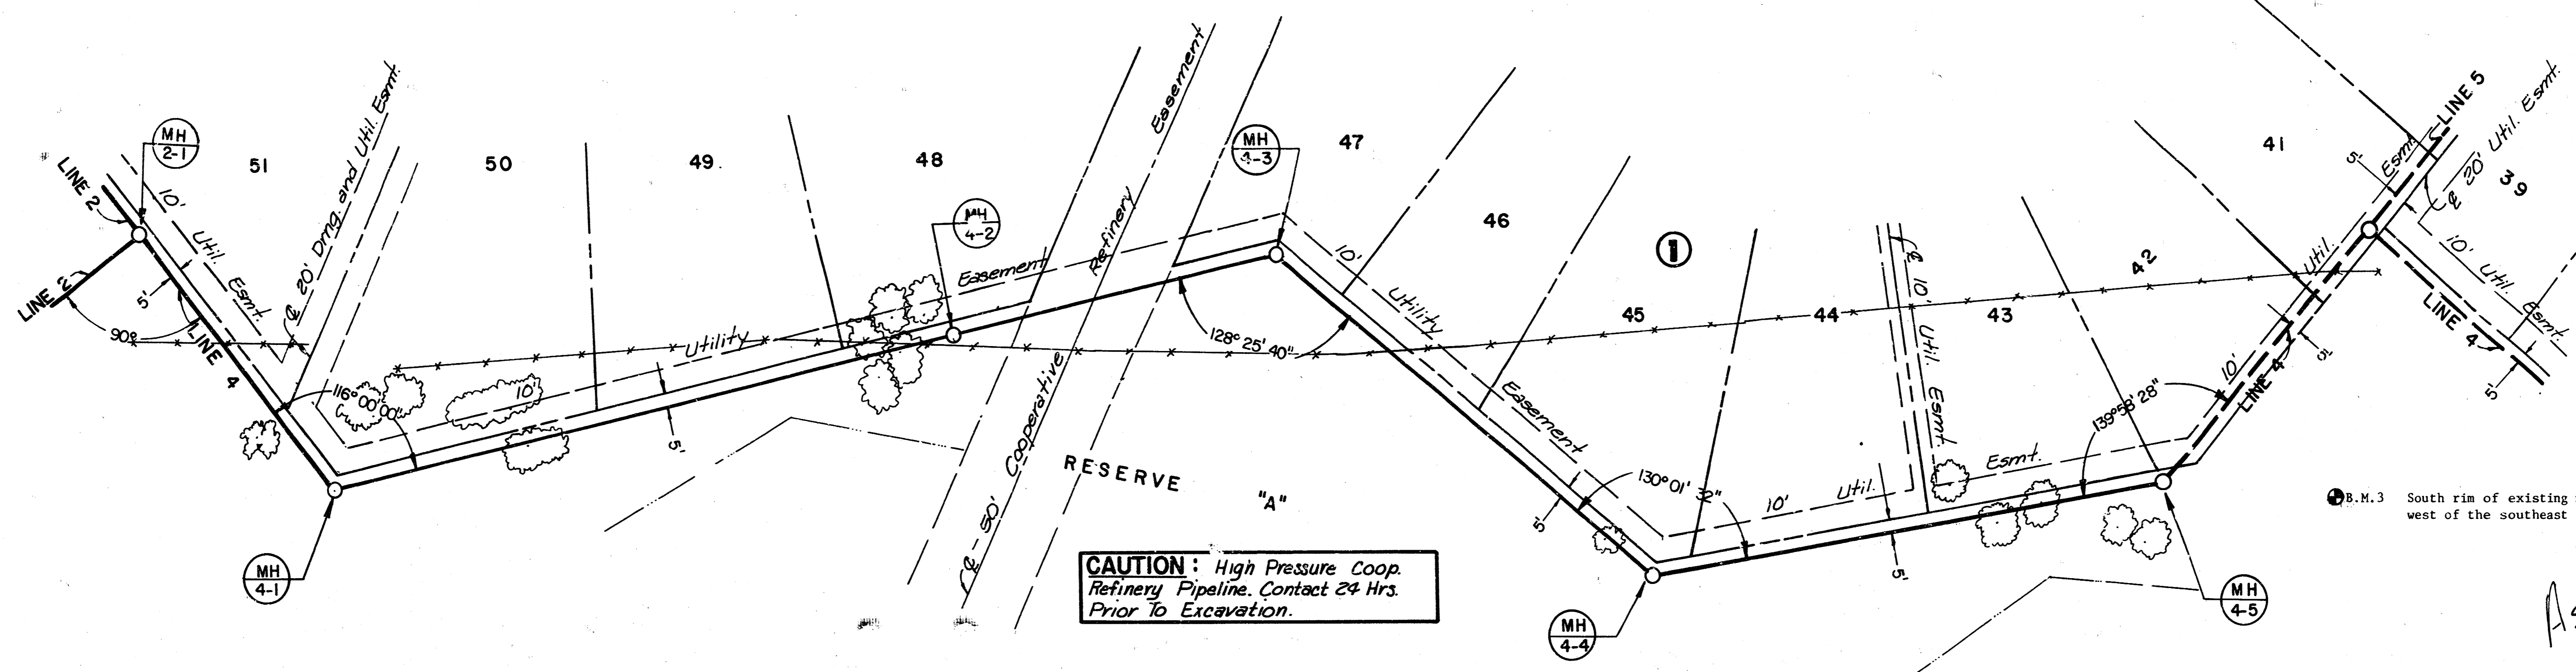 LINE 2
MH
2-1
51
10'
Util.
Esmt.
℄ 20' Drng. and Util. Esmt.
50
49
48
LINE 2
90°
5'
LINE 4
116° 00' 00"
10'
Utility
Easement
5'
MH
4-1
MH
4-2
Refinery
Easement
℄ - 50' Cooperative
MH
4-3
47
128° 25' 40"
RESERVE "A"
CAUTION: High Pressure Coop.
Refinery Pipeline. Contact 24 Hrs.
Prior To Excavation.
10'
Utility
Easement
46
1
45
44
43
42
41
39
5'
130° 01' 32"
MH
4-4
10'
Util.
Esmt.
℄ 10' Util. Esmt.
5'
139° 58' 28"
MH
4-5
10'
LINE 4
5'
Util.
Esmt.
5'
LINE 5
℄ 20' Util. Esmt.
10' Util. Esmt.
LINE 4
5'
B.M.3 South rim of existing
west of the southeast